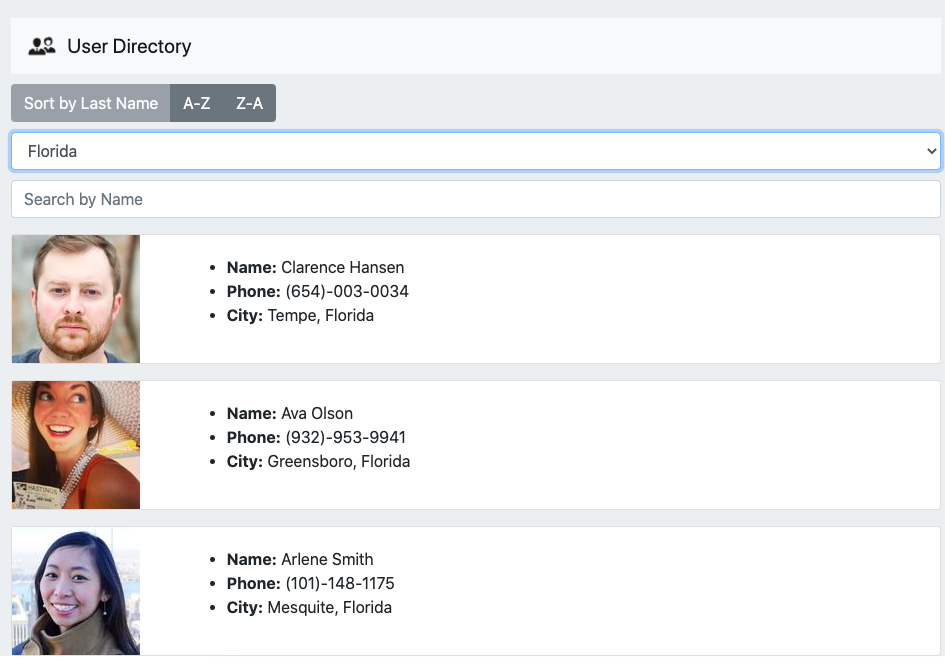 User Directory
Sort by Last Name A-Z Z-A
Florida
Search by Name
Name: Clarence Hansen
Phone: (654)-003-0034
City: Tempe, Florida
HASTINGS
Name: Ava Olson
Phone: (932)-953-9941
City: Greensboro, Florida
Name: Arlene Smith
Phone: (101)-148-1175
City: Mesquite, Florida